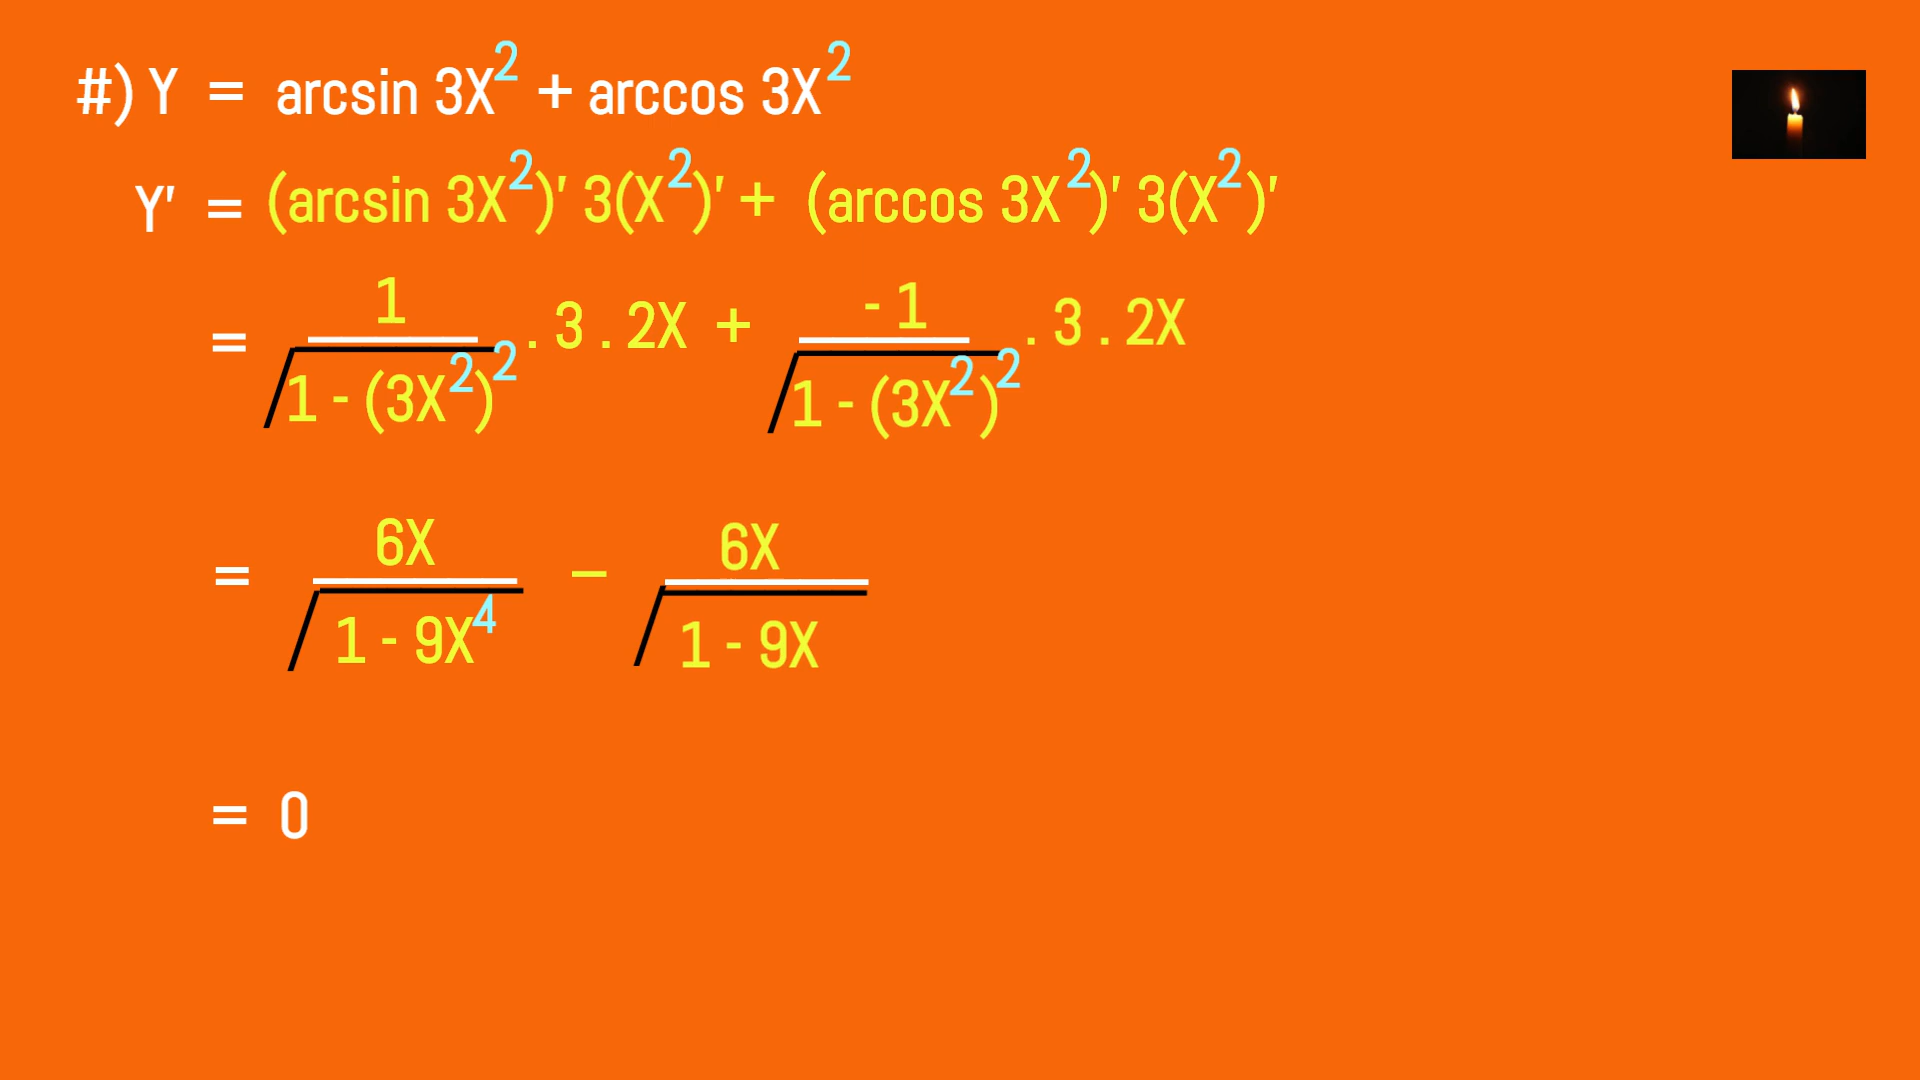 #) Y = arcsin 3X² + arccos 3X²
Y' = (arcsin 3X²)' 3(X²)' + (arccos 3X²)' 3(X²)'
= 1/√(1 - (3X²)²) . 3 . 2X + -1/√(1 - (3X²)²) . 3 . 2X
= 6X/√(1 - 9X⁴) – 6X/√(1 - 9X)
= 0